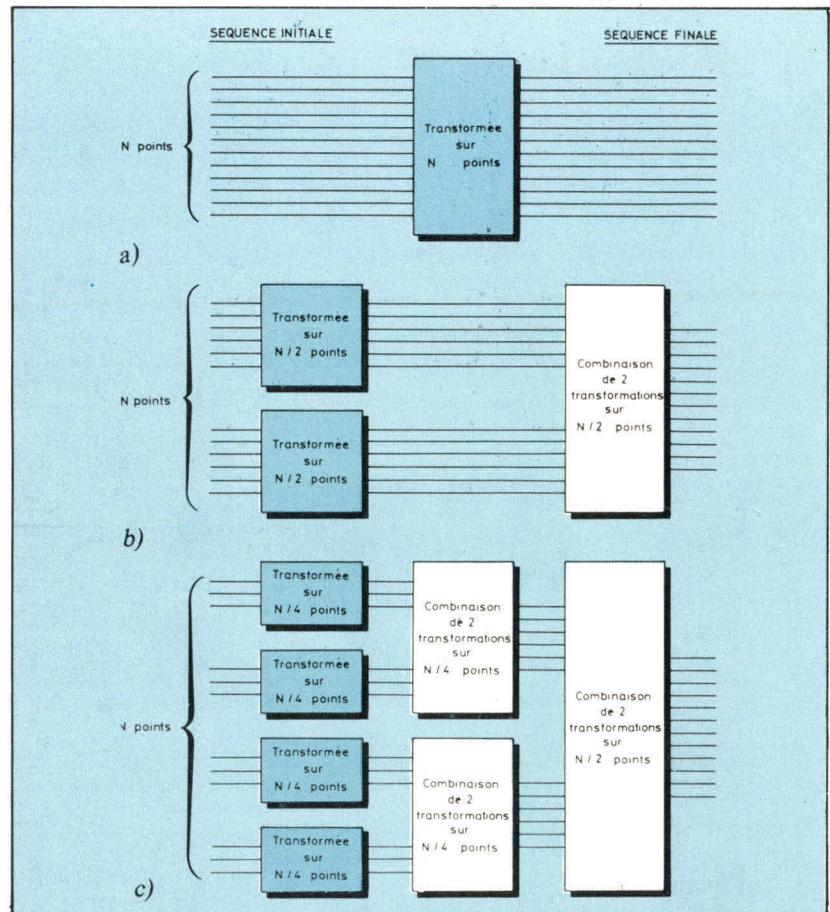 SEQUENCE INITIALE
SEQUENCE FINALE
N points
Transformée
sur
N points
a)
N points
Transformée
sur
N / 2 points
Transformée
sur
N / 2 points
Combinaison
de 2
transformations
sur
N / 2 points
b)
N points
Transformée
sur
N / 4 points
Transformée
sur
N / 4 points
Transformée
sur
N / 4 points
Transformée
sur
N / 4 points
Combinaison
dé 2
transformations
sur
N / 4 points
Combinaison
de 2
transformations
sur
N / 4 points
Combinaison
de 2
transformations
sur
N / 2 points
c)